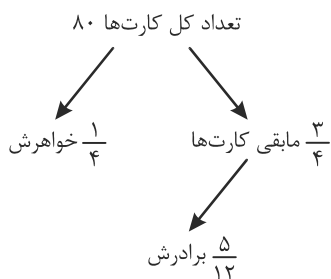 تعداد کل کارت‌ها ۸۰
۳/۴ مابقی کارت‌ها
۱/۴ خواهرش
۵/۱۲ برادرش